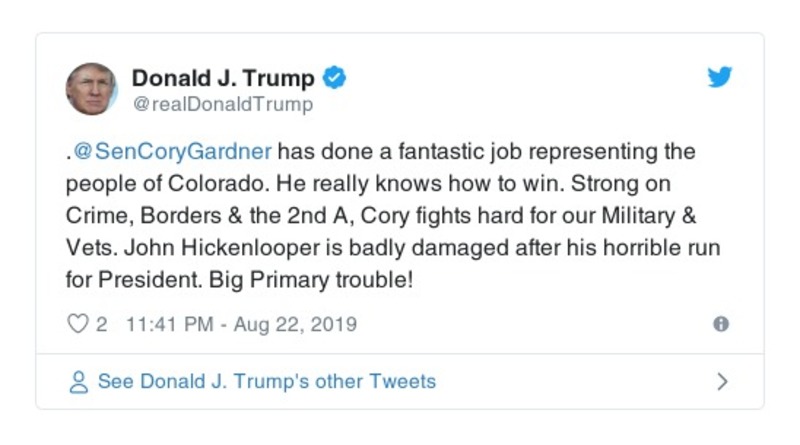 Donald J. Trump
@realDonaldTrump
.@SenCoryGardner has done a fantastic job representing the
people of Colorado. He really knows how to win. Strong on
Crime, Borders & the 2nd A, Cory fights hard for our Military &
Vets. John Hickenlooper is badly damaged after his horrible run
for President. Big Primary trouble!
2 11:41 PM - Aug 22, 2019
See Donald J. Trump's other Tweets